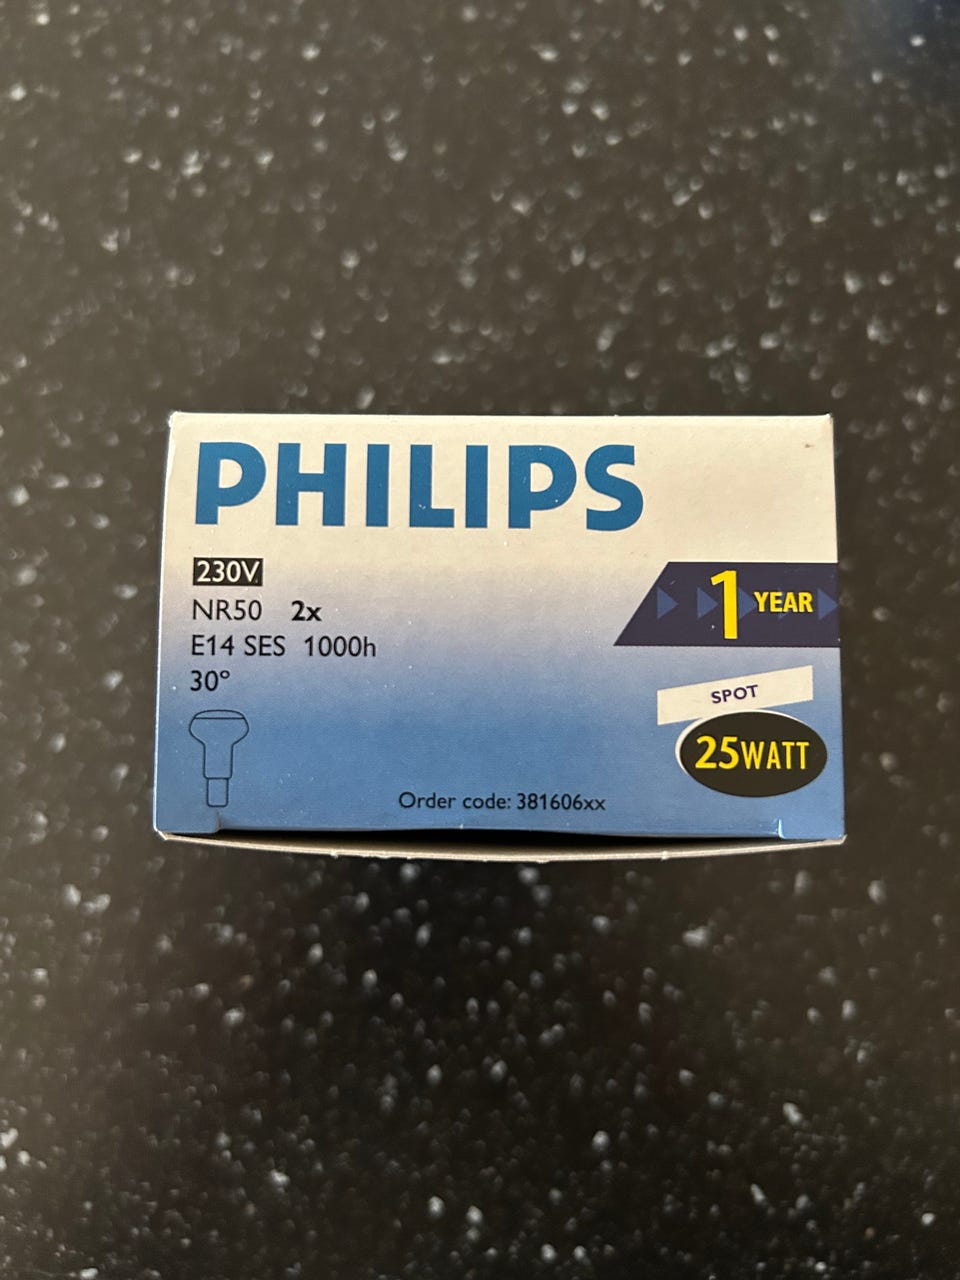 PHILIPS
230V
NR50 2x
E14 SES 1000h
30°
1 YEAR
SPOT
25WATT
Order code: 381606xx